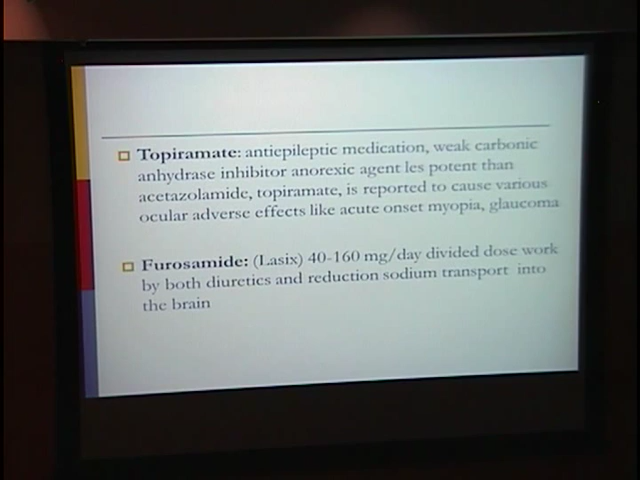 Topiramate: antiepileptic medication, weak carbonic
anhydrase inhibitor anorexic agent les potent than
acetazolamide, topiramate, is reported to cause various
ocular adverse effects like acute onset myopia, glaucoma
Furosamide: (Lasix) 40-160 mg/day divided dose work
by both diuretics and reduction sodium transport into
the brain